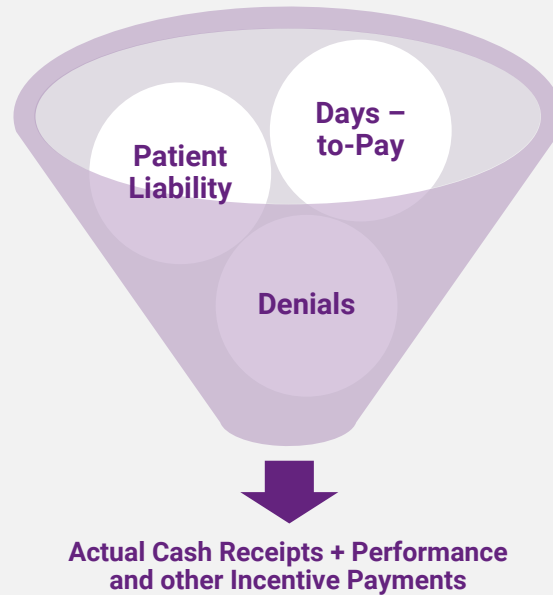 Days –
to-Pay
Patient
Liability
Denials
Actual Cash Receipts + Performance
and other Incentive Payments